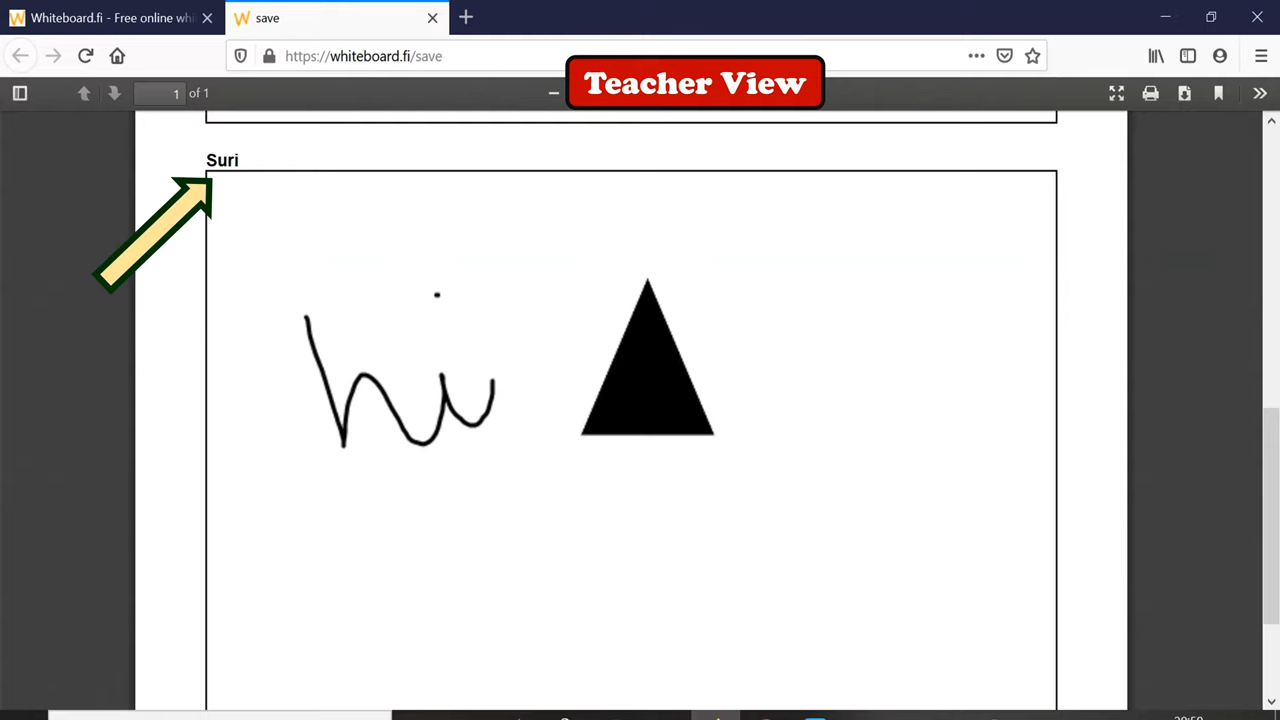 Whiteboard.fi - Free online whi
save
https://whiteboard.fi/save
Teacher View
1 of 1
Suri
hi